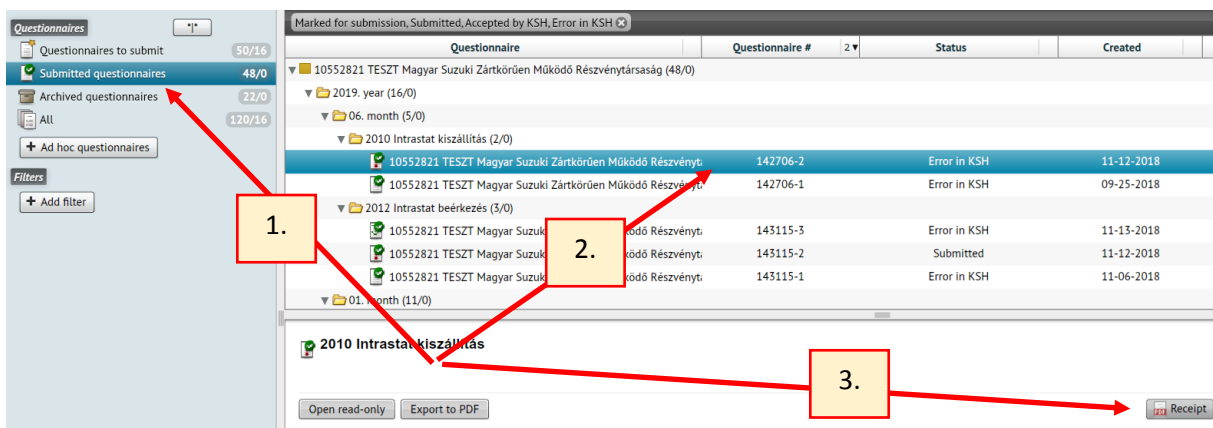 Questionnaires
"|"
Questionnaires to submit 50/16
Submitted questionnaires 48/0
Archived questionnaires 22/0
All 120/16
+ Ad hoc questionnaires
Filters
+ Add filter
Marked for submission, Submitted, Accepted by KSH, Error in KSH
Questionnaire Questionnaire # 2 Status Created
10552821 TESZT Magyar Suzuki Zártkörűen Működő Részvénytársaság (48/0)
2019. year (16/0)
06. month (5/0)
2010 Intrastat kiszállítás (2/0)
10552821 TESZT Magyar Suzuki Zártkörűen Működő Részvényta 142706-2 Error in KSH 11-12-2018
10552821 TESZT Magyar Suzuki Zártkörűen Működő 142706-1 Error in KSH 09-25-2018
2012 Intrastat beérkezés (3/0)
10552821 TESZT Magyar Részvényta 143115-3 Error in KSH 11-13-2018
10552821 TESZT Magyar Részvényta 143115-2 Submitted 11-12-2018
10552821 TESZT Magyar Részvényta 143115-1 Error in KSH 11-06-2018
01. month (11/0)
2010 Intrastat kiszállítás
Open read-only Export to PDF Receipt
1.
2.
3.